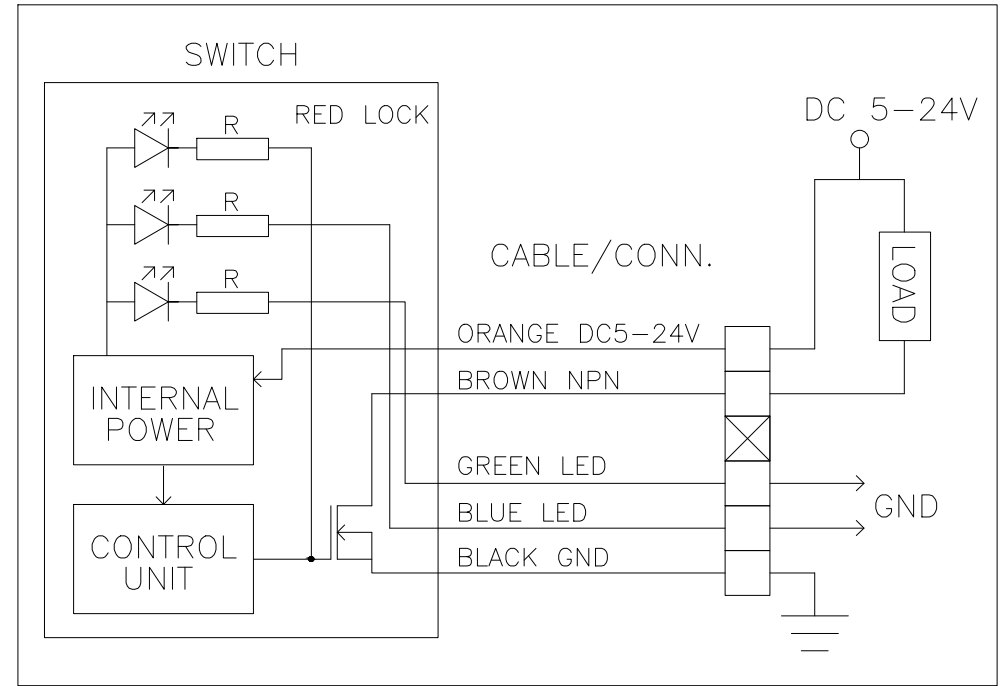 SWITCH
RED LOCK
R
R
R
DC 5-24V
LOAD
CABLE/CONN.
ORANGE DC5-24V
BROWN NPN
GREEN LED
BLUE LED
BLACK GND
GND
INTERNAL
POWER
CONTROL
UNIT